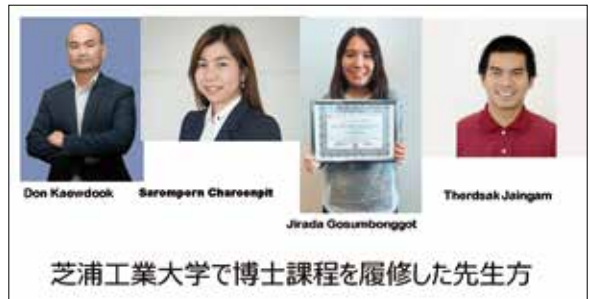 Don Kaewdook
Saromporn Charoenpit
Jirada Gosumbonggot
Therdsak Jaingam
芝浦工業大学で博士課程を履修した先生方